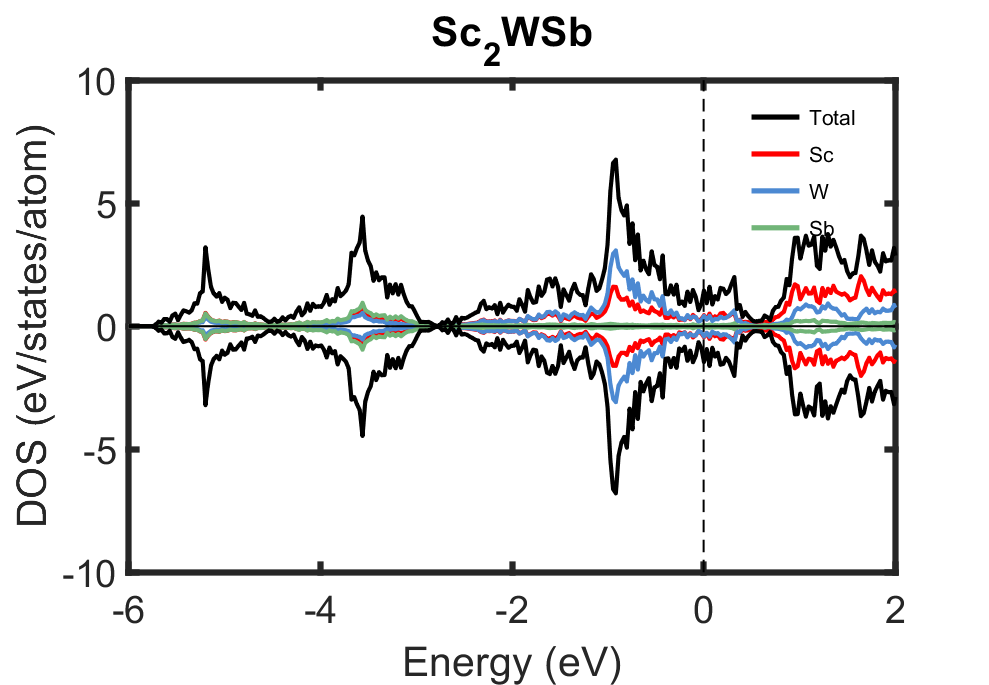 Sc2WSb
DOS (eV/states/atom)
10
5
0
-5
-10
Total
Sc
W
Sb
-6
-4
-2
0
2
Energy (eV)